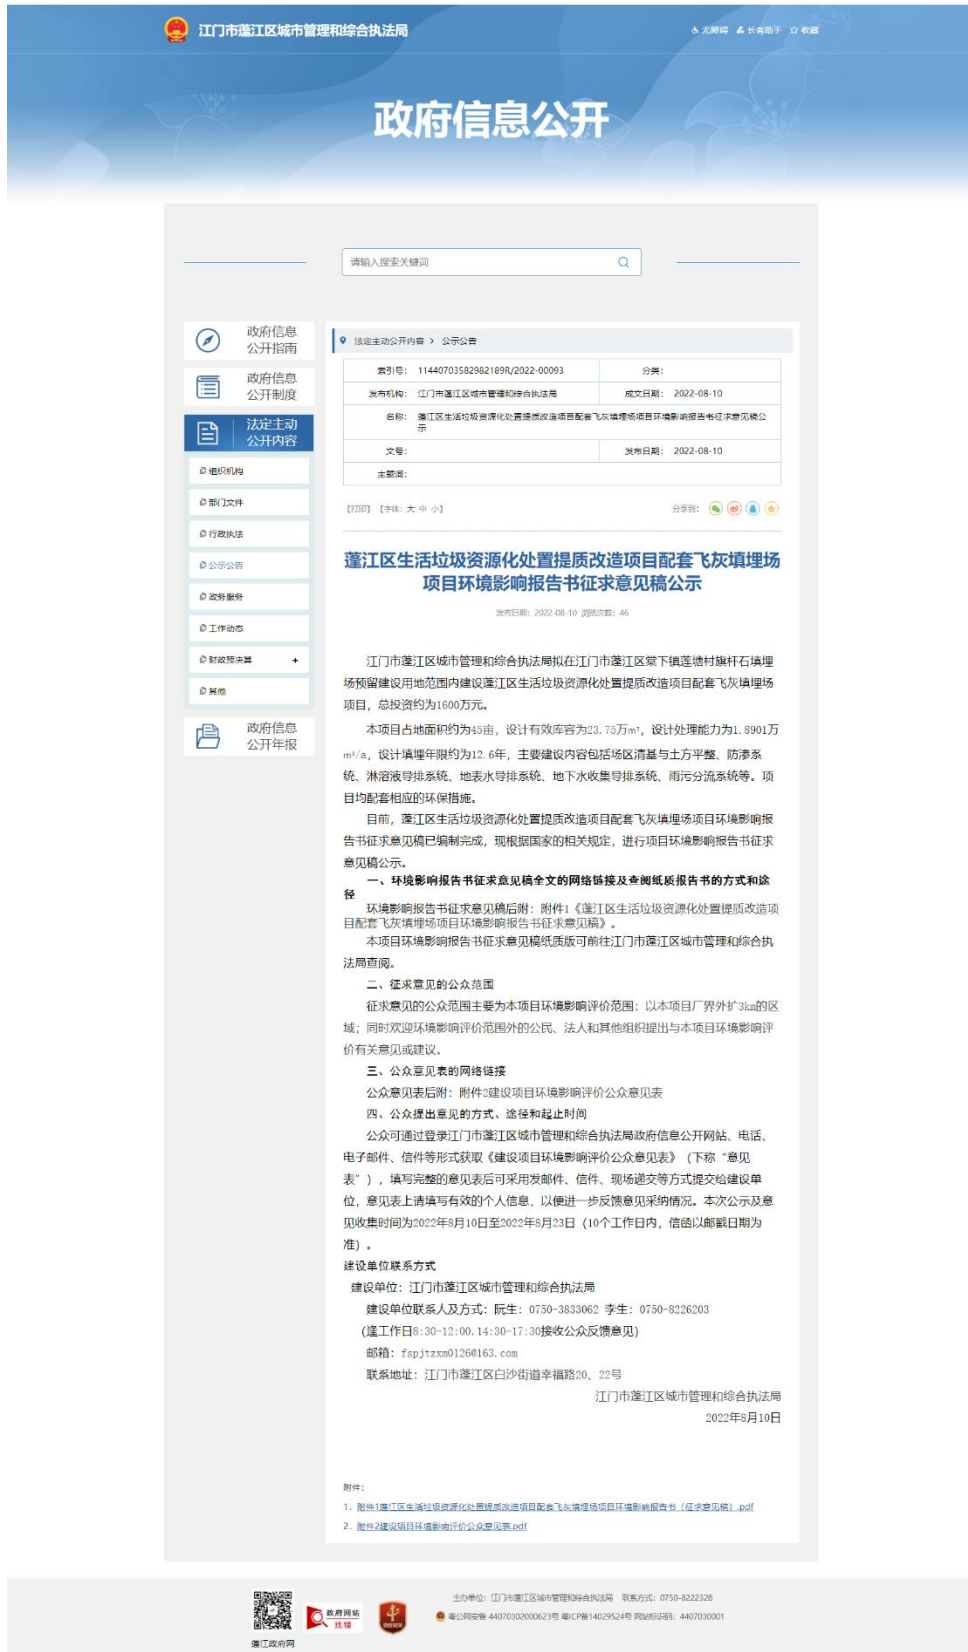 江门市蓬江区城市管理和综合执法局
无障碍 长者助手 收藏
政府信息公开
请输入搜索关键词
政府信息
公开指南
政府信息
公开制度
法定主动
公开内容
组织机构
部门文件
行政执法
公示公告
政务服务
工作动态
财政预决算 +
其他
政府信息
公开年报
法定主动公开内容 > 公示公告
索引号: 11440703582982189R/2022-00093 分类:
发布机构: 江门市蓬江区城市管理和综合执法局 成文日期: 2022-08-10
名称: 蓬江区生活垃圾资源化处置提质改造项目配套飞灰填埋场项目环境影响报告书征求意见稿公
示
文号: 发布日期: 2022-08-10
主题词:
【打印】 【字体: 大 中 小】 分享到:
蓬江区生活垃圾资源化处置提质改造项目配套飞灰填埋场
项目环境影响报告书征求意见稿公示
发布日期: 2022-08-10 浏览次数: 46
江门市蓬江区城市管理和综合执法局拟在江门市蓬江区棠下镇莲塘村旗杆石填埋
场预留建设用地范围内建设蓬江区生活垃圾资源化处置提质改造项目配套飞灰填埋场
项目，总投资约为1600万元。
本项目占地面积约为45亩，设计有效库容为23.75万m³，设计处理能力为1.8901万
m³/a，设计填埋年限约为12.6年，主要建设内容包括场区清基与土方平整、防渗系
统、淋溶液导排系统、地表水导排系统、地下水收集导排系统、雨污分流系统等。项
目均配套相应的环保措施。
目前，蓬江区生活垃圾资源化处置提质改造项目配套飞灰填埋场项目环境影响报
告书征求意见稿已编制完成，现根据国家的相关规定，进行项目环境影响报告书征求
意见稿公示。
一、环境影响报告书征求意见稿全文的网络链接及查阅纸质报告书的方式和途
径
环境影响报告书征求意见稿后附：附件1《蓬江区生活垃圾资源化处置提质改造项
目配套飞灰填埋场项目环境影响报告书征求意见稿》。
本项目环境影响报告书征求意见稿纸质版可前往江门市蓬江区城市管理和综合执
法局查阅。
二、征求意见的公众范围
征求意见的公众范围主要为本项目环境影响评价范围：以本项目厂界外扩3km的区
域；同时欢迎环境影响评价范围外的公民、法人和其他组织提出与本项目环境影响评
价有关意见或建议。
三、公众意见表的网络链接
公众意见表后附：附件2建设项目环境影响评价公众意见表
四、公众提出意见的方式、途径和起止时间
公众可通过登录江门市蓬江区城市管理和综合执法局政府信息公开网站、电话、
电子邮件、信件等形式获取《建设项目环境影响评价公众意见表》（下称“意见
表”），填写完整的意见表后可采用发邮件、信件、现场递交等方式提交给建设单
位，意见表上请填写有效的个人信息，以便进一步反馈意见采纳情况。本次公示及意
见收集时间为2022年8月10日至2022年8月23日（10个工作日内，信函以邮戳日期为
准）。
建设单位联系方式
建设单位：江门市蓬江区城市管理和综合执法局
建设单位联系人及方式：阮生：0750-3833062 李生：0750-8226203
(逢工作日8:30-12:00,14:30-17:30接收公众反馈意见)
邮箱：fspjtzxm0126@163.com
联系地址：江门市蓬江区白沙街道幸福路20、22号
江门市蓬江区城市管理和综合执法局
2022年8月10日
附件:
1. 附件1蓬江区生活垃圾资源化处置提质改造项目配套飞灰填埋场项目环境影响报告书（征求意见稿）.pdf
2. 附件2建设项目环境影响评价公众意见表.pdf
主办单位: 江门市蓬江区城市管理和综合执法局 联系方式: 0750-8222328
政府网站
找错
粤公网安备 44070302000623号 粤ICP备14029524号 网站标识码: 4407030001
蓬江政府网